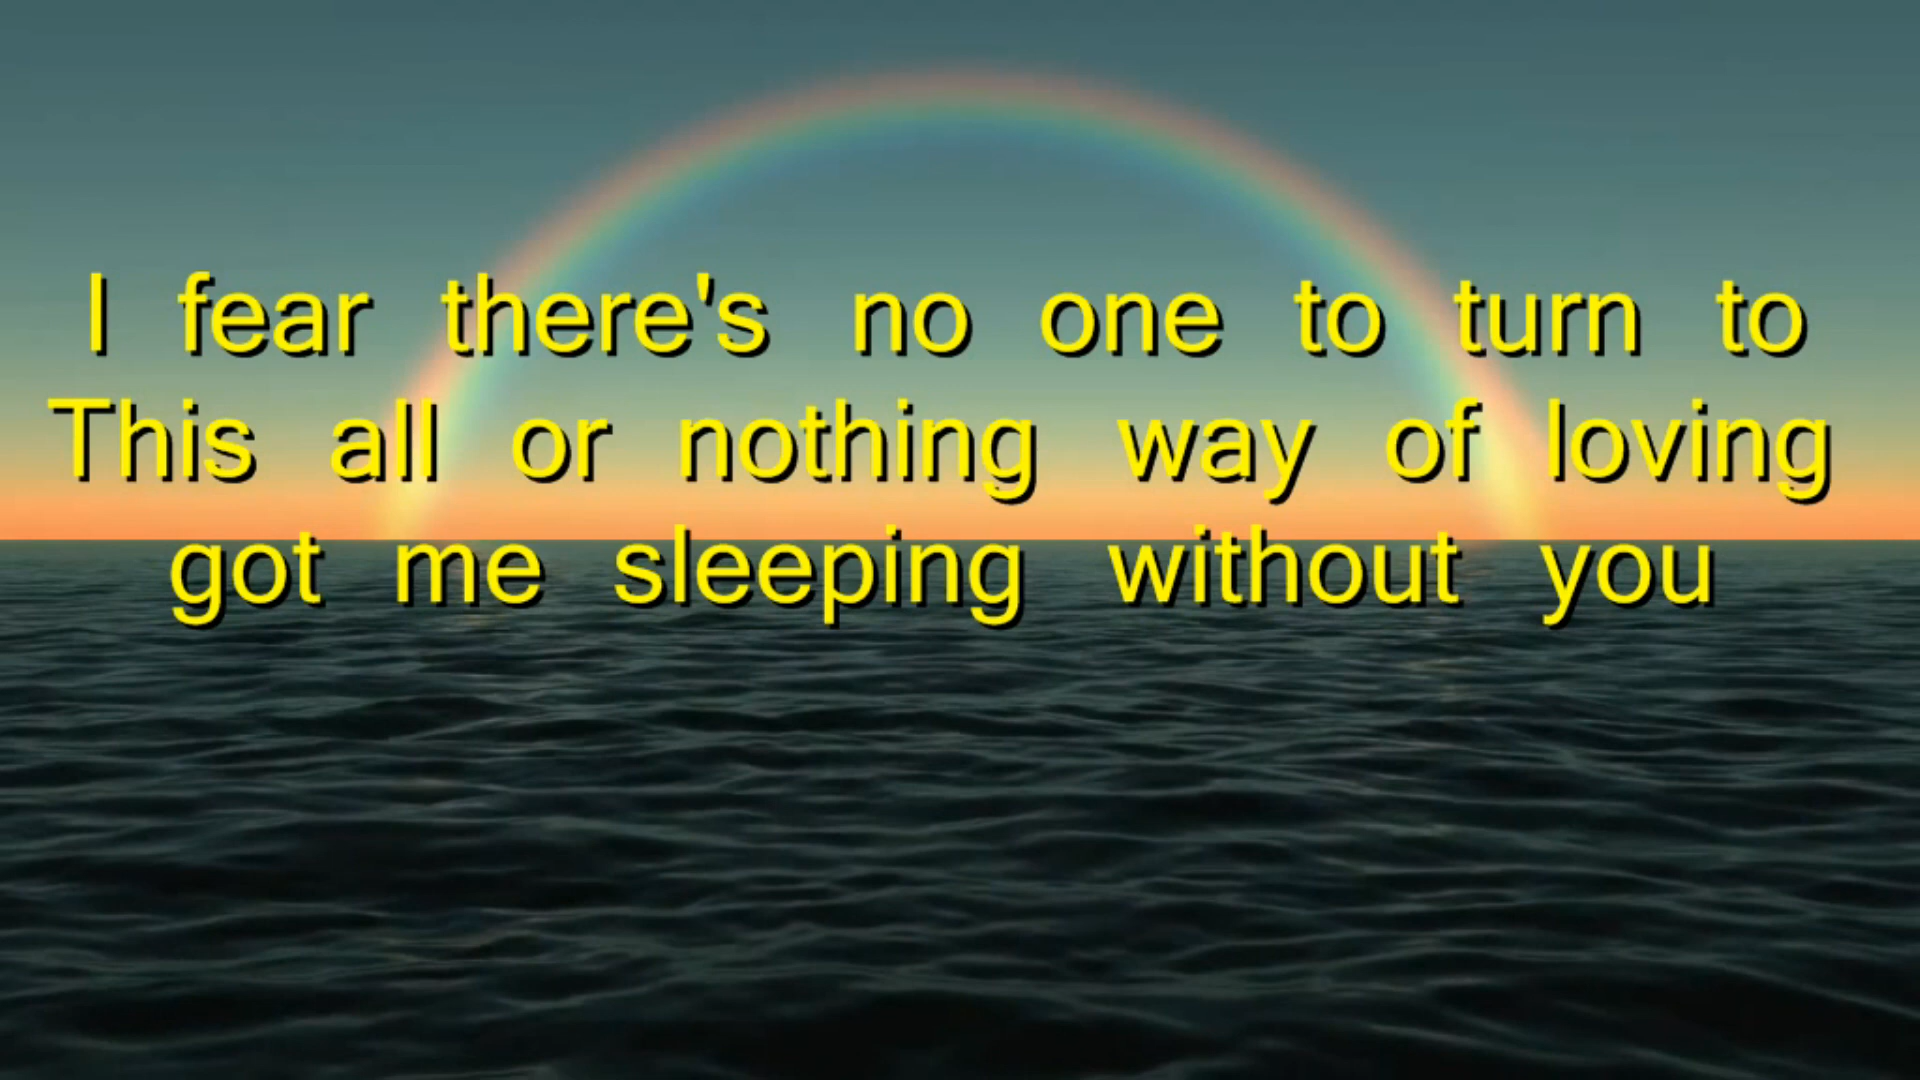 I fear there's no one to turn to
This all or nothing way of loving
got me sleeping without you